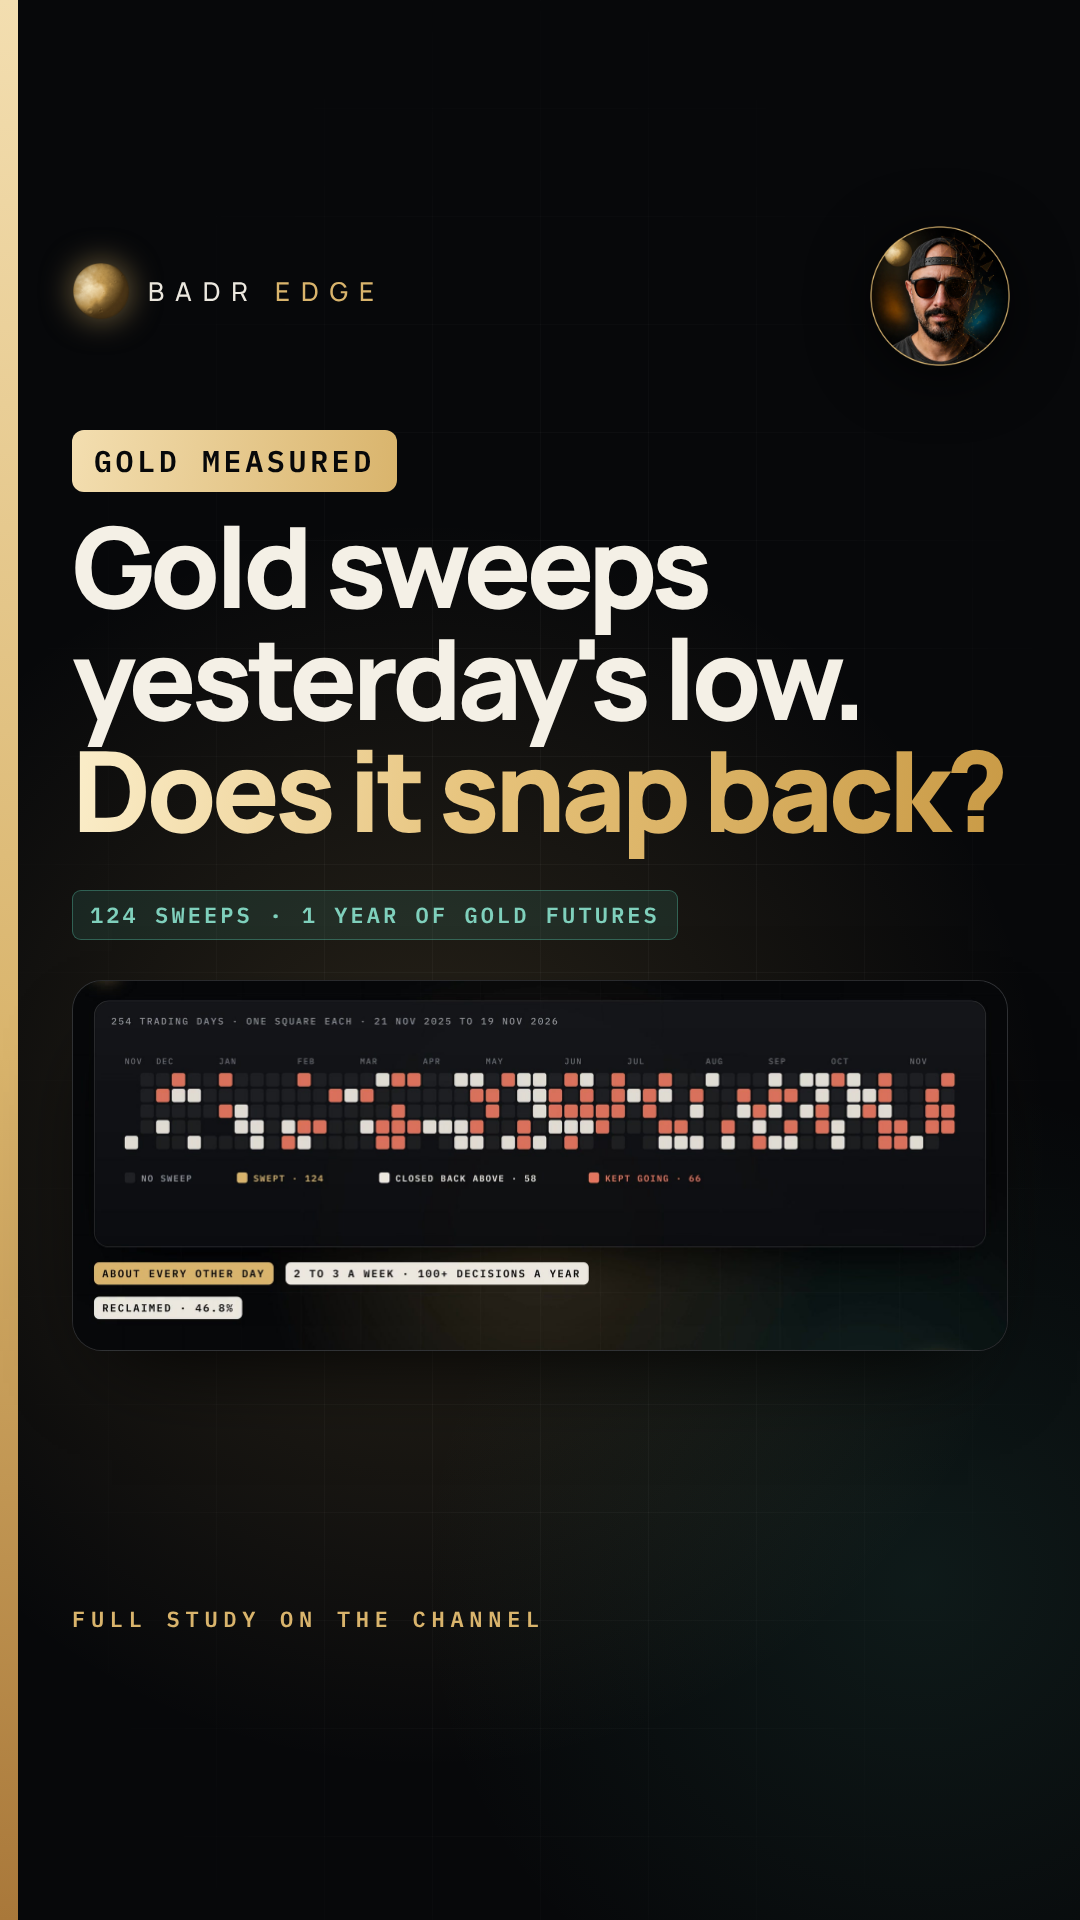 BADR EDGE
GOLD MEASURED
Gold sweeps
yesterday's low.
Does it snap back?
124 SWEEPS · 1 YEAR OF GOLD FUTURES
254 TRADING DAYS · ONE SQUARE EACH · 21 NOV 2025 TO 19 NOV 2026
NOV DEC JAN FEB MAR APR MAY JUN JUL AUG SEP OCT NOV
NO SWEEP SWEPT · 124 CLOSED BACK ABOVE · 58 KEPT GOING · 66
ABOUT EVERY OTHER DAY 2 TO 3 A WEEK · 100+ DECISIONS A YEAR
RECLAIMED · 46.8%
FULL STUDY ON THE CHANNEL